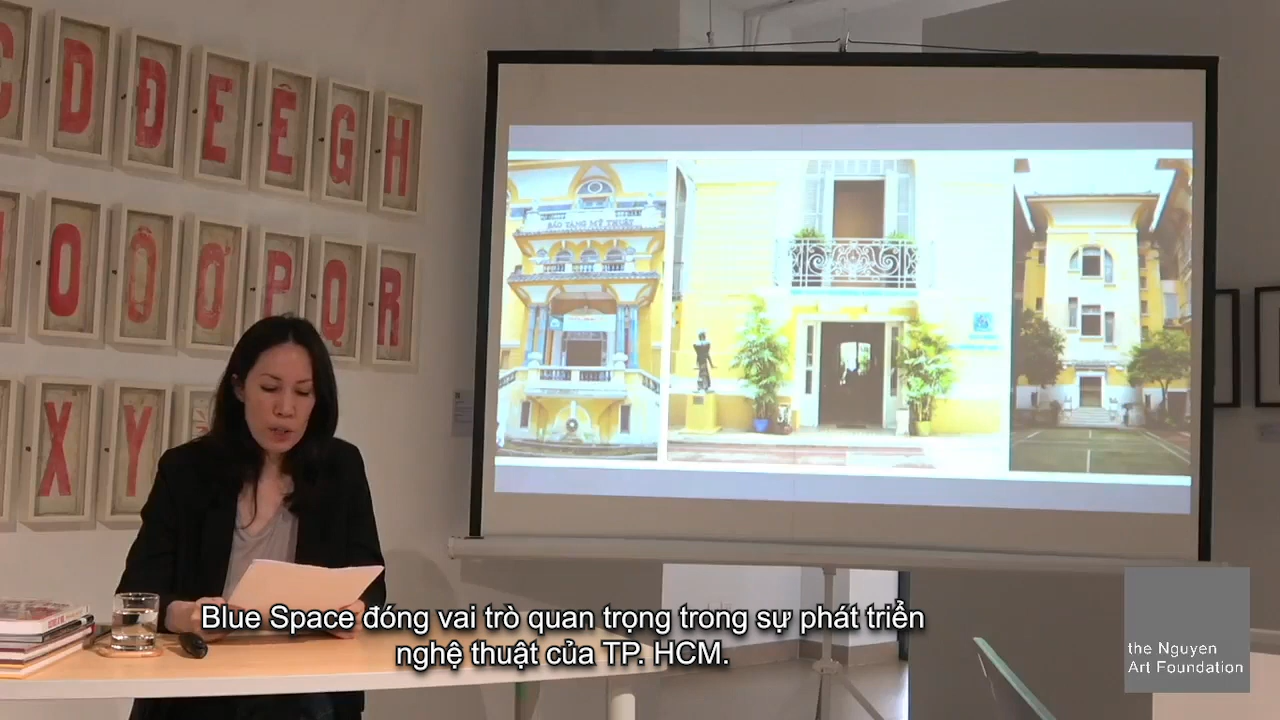 C D Đ E Ê G H
O Ô Ơ P Q R
X Y
BẢO TÀNG MỸ THUẬT
Blue Space đóng vai trò quan trọng trong sự phát triển
nghệ thuật của TP. HCM.
the Nguyen
Art Foundation